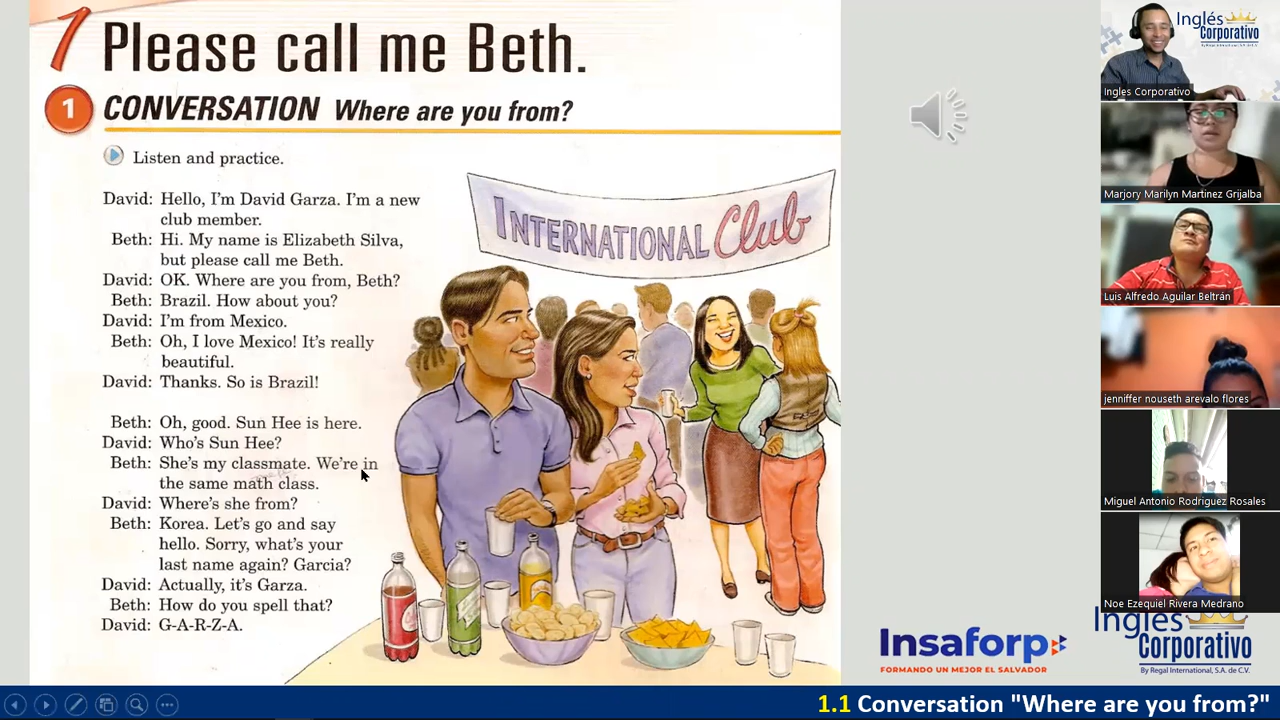 1 Please call me Beth.
1 CONVERSATION Where are you from?
Listen and practice.
David: Hello, I'm David Garza. I'm a new
club member.
Beth: Hi. My name is Elizabeth Silva,
but please call me Beth.
David: OK. Where are you from, Beth?
Beth: Brazil. How about you?
David: I'm from Mexico.
Beth: Oh, I love Mexico! It's really
beautiful.
David: Thanks. So is Brazil!
Beth: Oh, good. Sun Hee is here.
David: Who's Sun Hee?
Beth: She's my classmate. We're in
the same math class.
David: Where's she from?
Beth: Korea. Let's go and say
hello. Sorry, what's your
last name again? Garcia?
David: Actually, it's Garza.
Beth: How do you spell that?
David: G-A-R-Z-A.
INTERNATIONAL Club
Insaforp
FORMANDO UN MEJOR EL SALVADOR
Inglés
Corporativo
By Regal International, S.A. de C.V.
1.1 Conversation "Where are you from?"
Inglés
Corporativo
By Regal International, S.A. de C.V.
Ingles Corporativo
Marjory Marilyn Martinez Grijalba
Luis Alfredo Aguilar Beltrán
jenniffer nouseth arevalo flores
Miguel Antonio Rodriguez Rosales
Noe Ezequiel Rivera Medrano